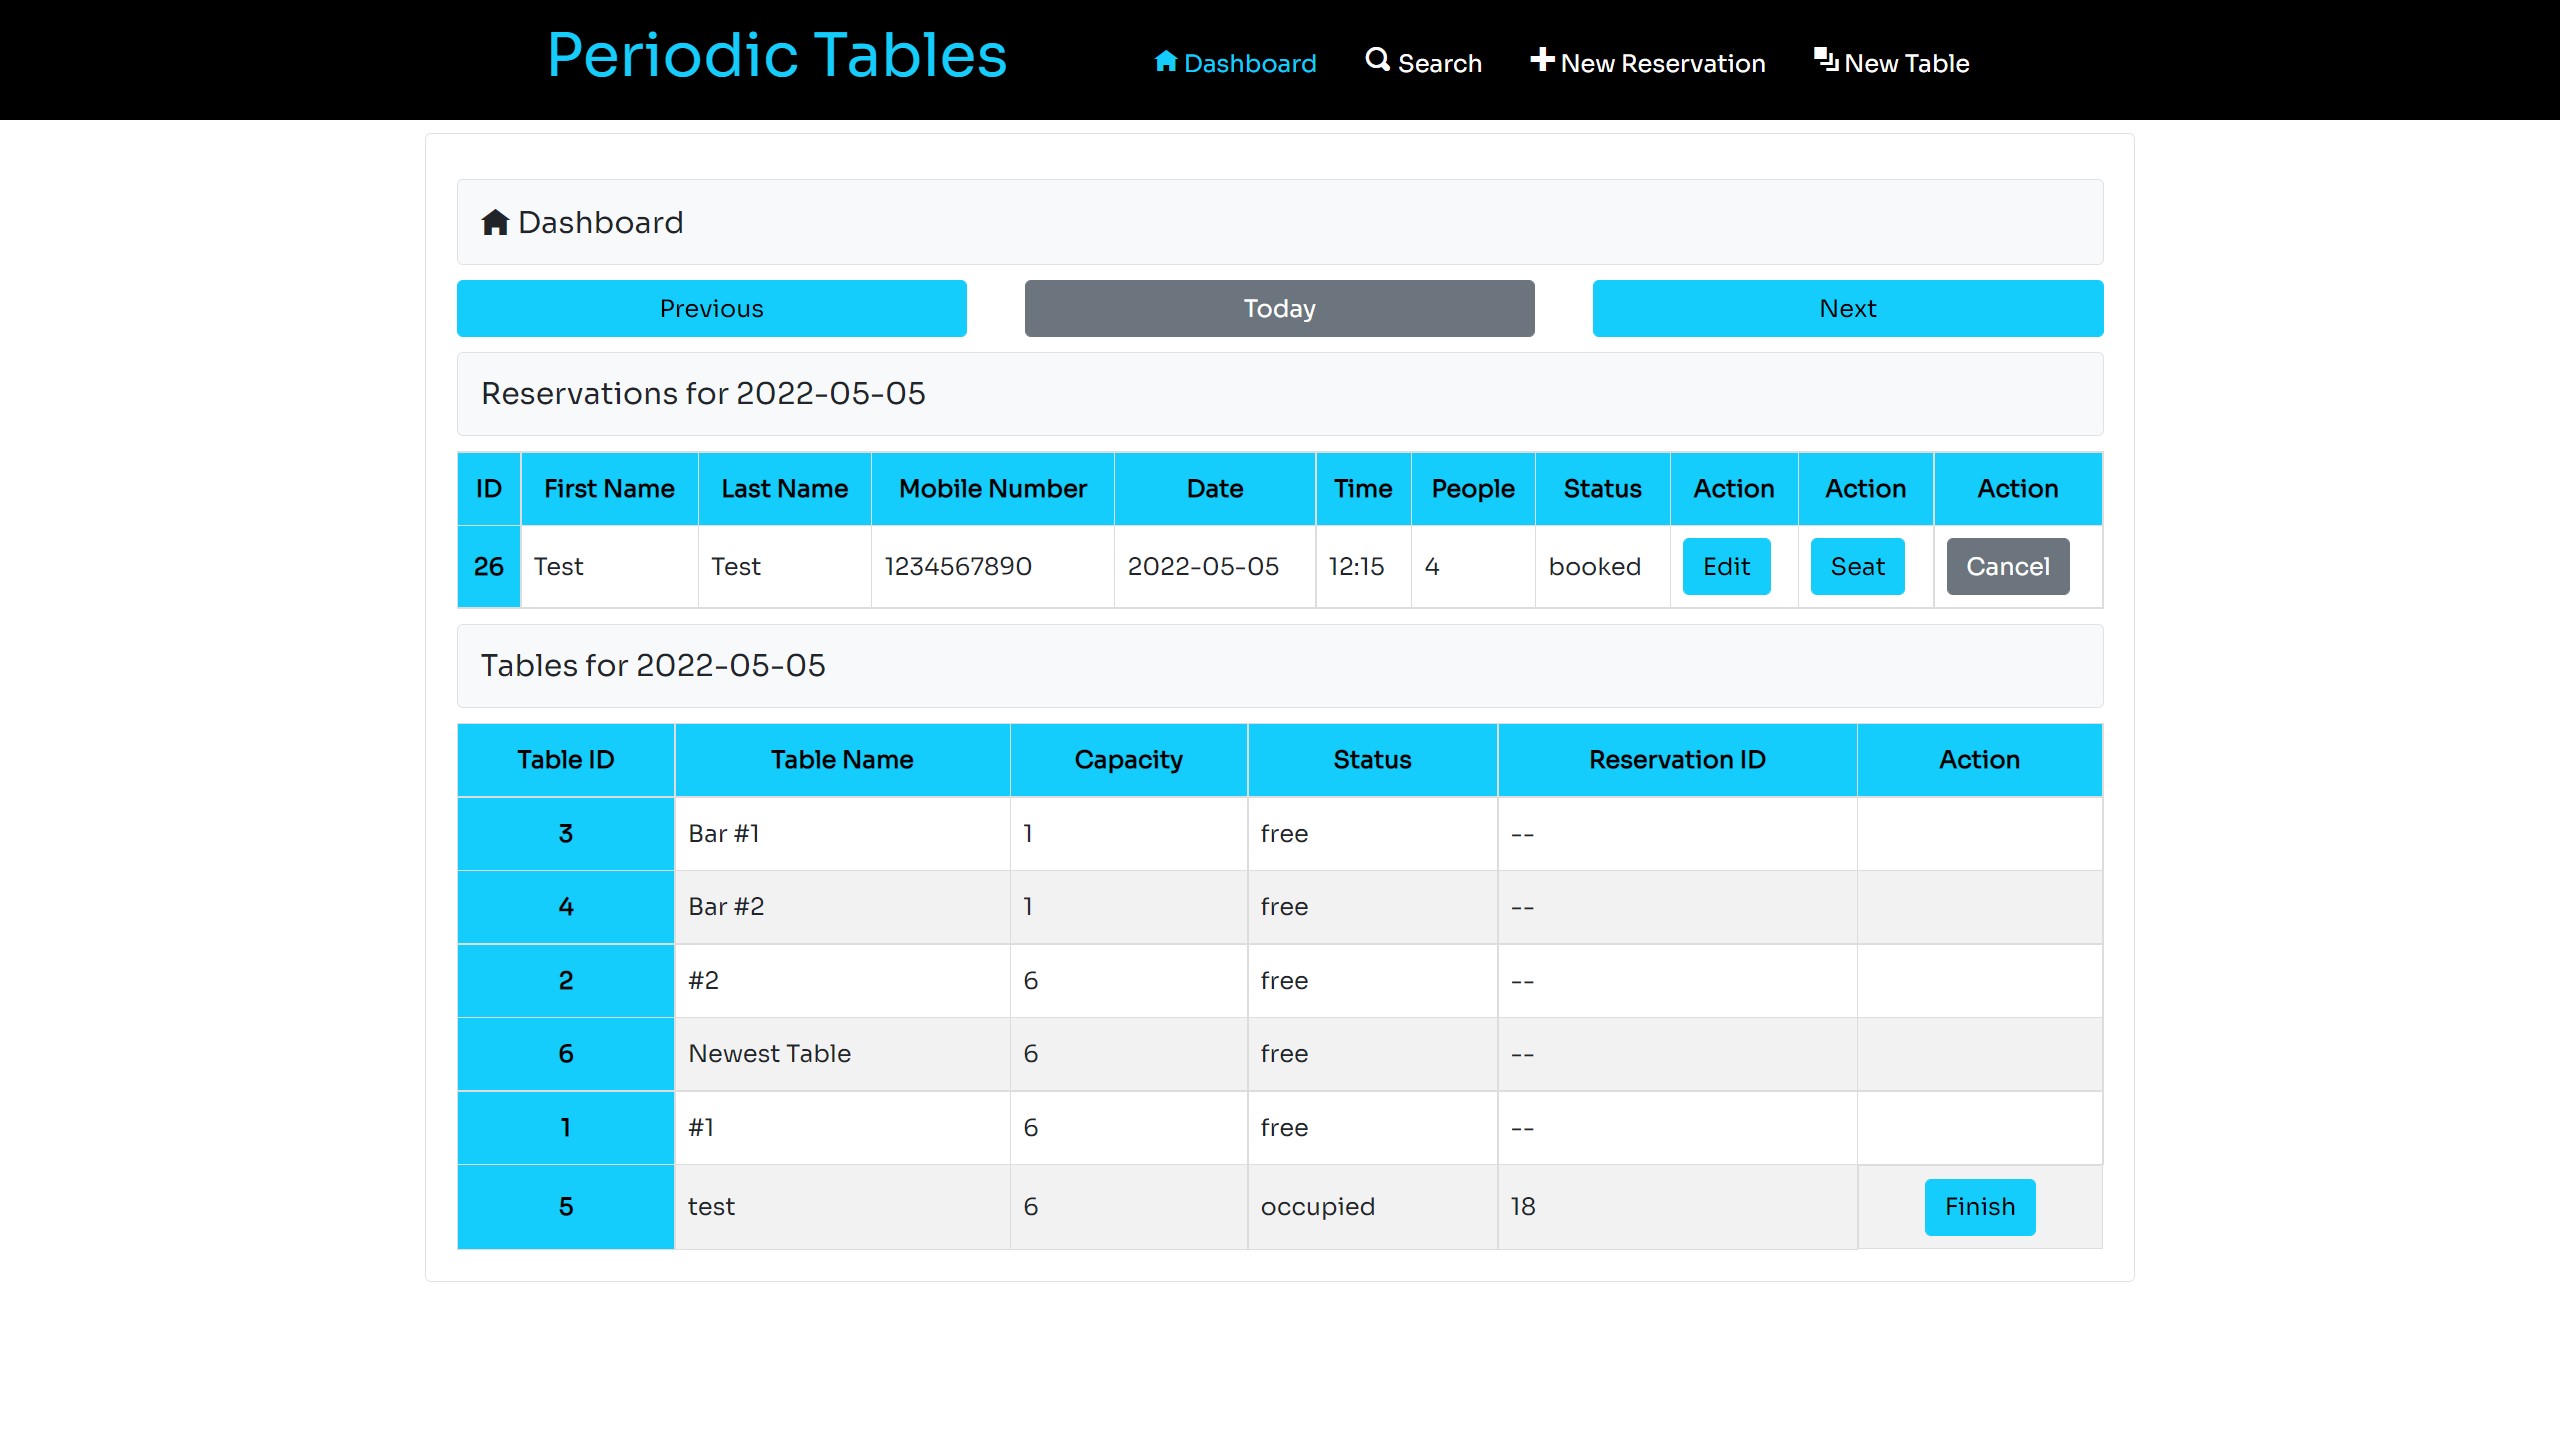 Periodic Tables
Dashboard Search New Reservation New Table
Dashboard
Previous Today Next
Reservations for 2022-05-05
ID First Name Last Name Mobile Number Date Time People Status Action Action Action
26 Test Test 1234567890 2022-05-05 12:15 4 booked Edit Seat Cancel
Tables for 2022-05-05
Table ID Table Name Capacity Status Reservation ID Action
3 Bar #1 1 free --
4 Bar #2 1 free --
2 #2 6 free --
6 Newest Table 6 free --
1 #1 6 free --
5 test 6 occupied 18 Finish